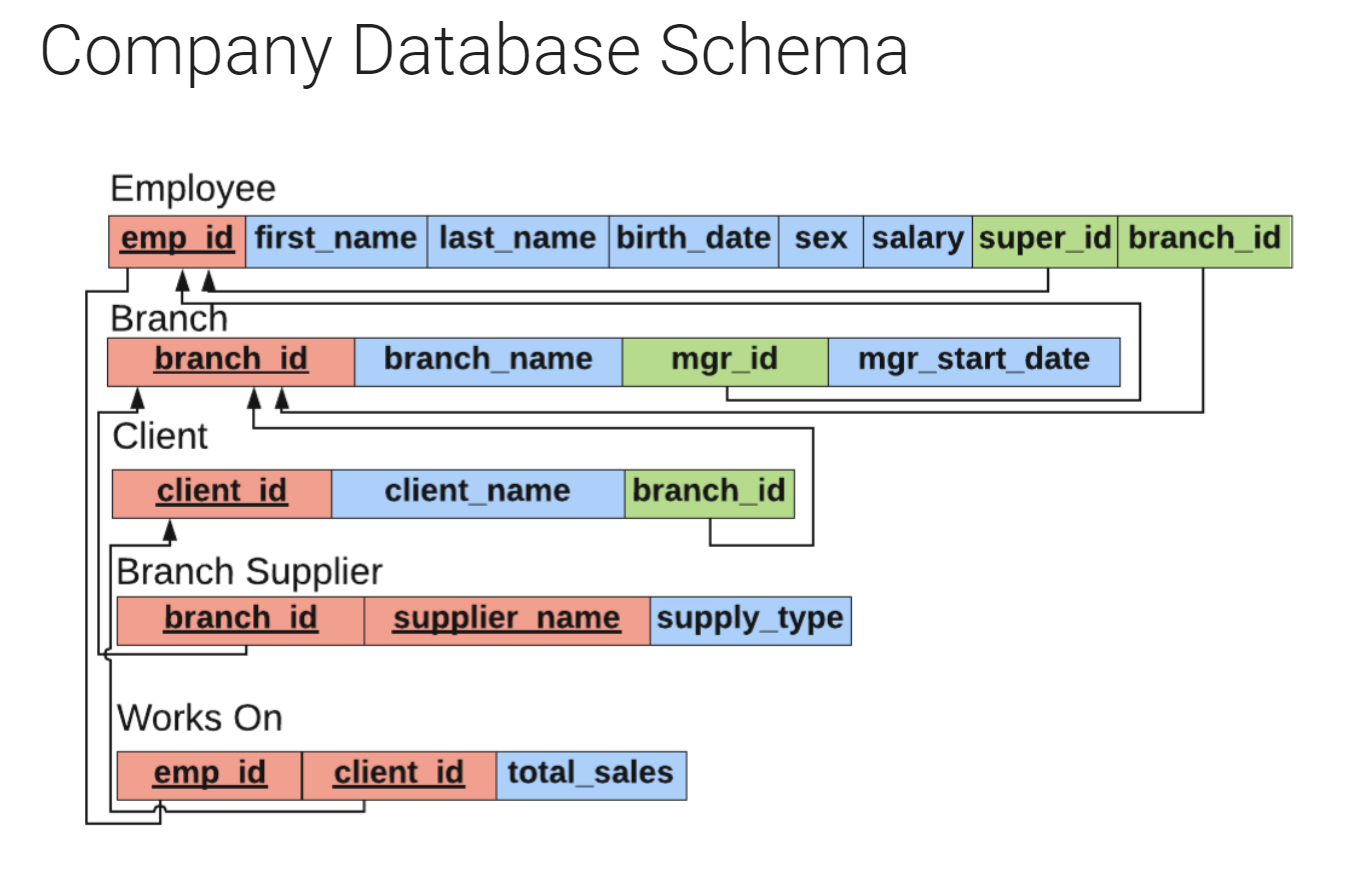 Company Database Schema
Employee
emp_id first_name last_name birth_date sex salary super_id branch_id
Branch
branch_id branch_name mgr_id mgr_start_date
Client
client_id client_name branch_id
Branch Supplier
branch_id supplier_name supply_type
Works On
emp_id client_id total_sales